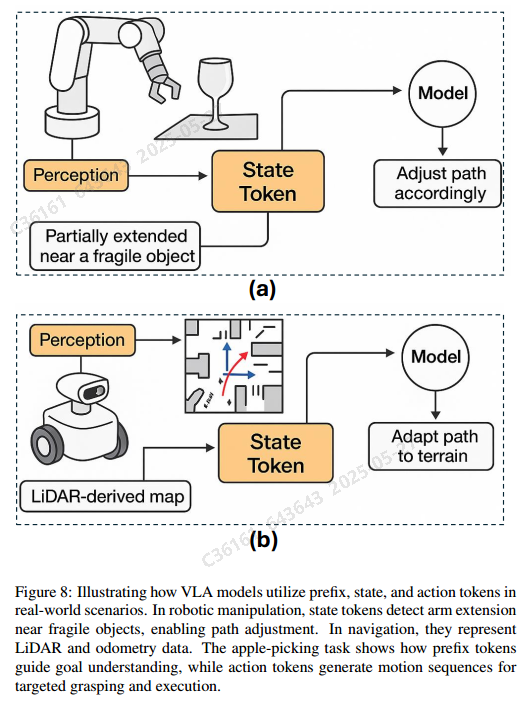 Perception
State
Token
Model
Adjust path
accordingly
Partially extended
near a fragile object
(a)
Perception
Model
State
Token
Adapt path
to terrain
LiDAR-derived map
(b)
Figure 8: Illustrating how VLA models utilize prefix, state, and action tokens in
real-world scenarios. In robotic manipulation, state tokens detect arm extension
near fragile objects, enabling path adjustment. In navigation, they represent
LiDAR and odometry data. The apple-picking task shows how prefix tokens
guide goal understanding, while action tokens generate motion sequences for
targeted grasping and execution.